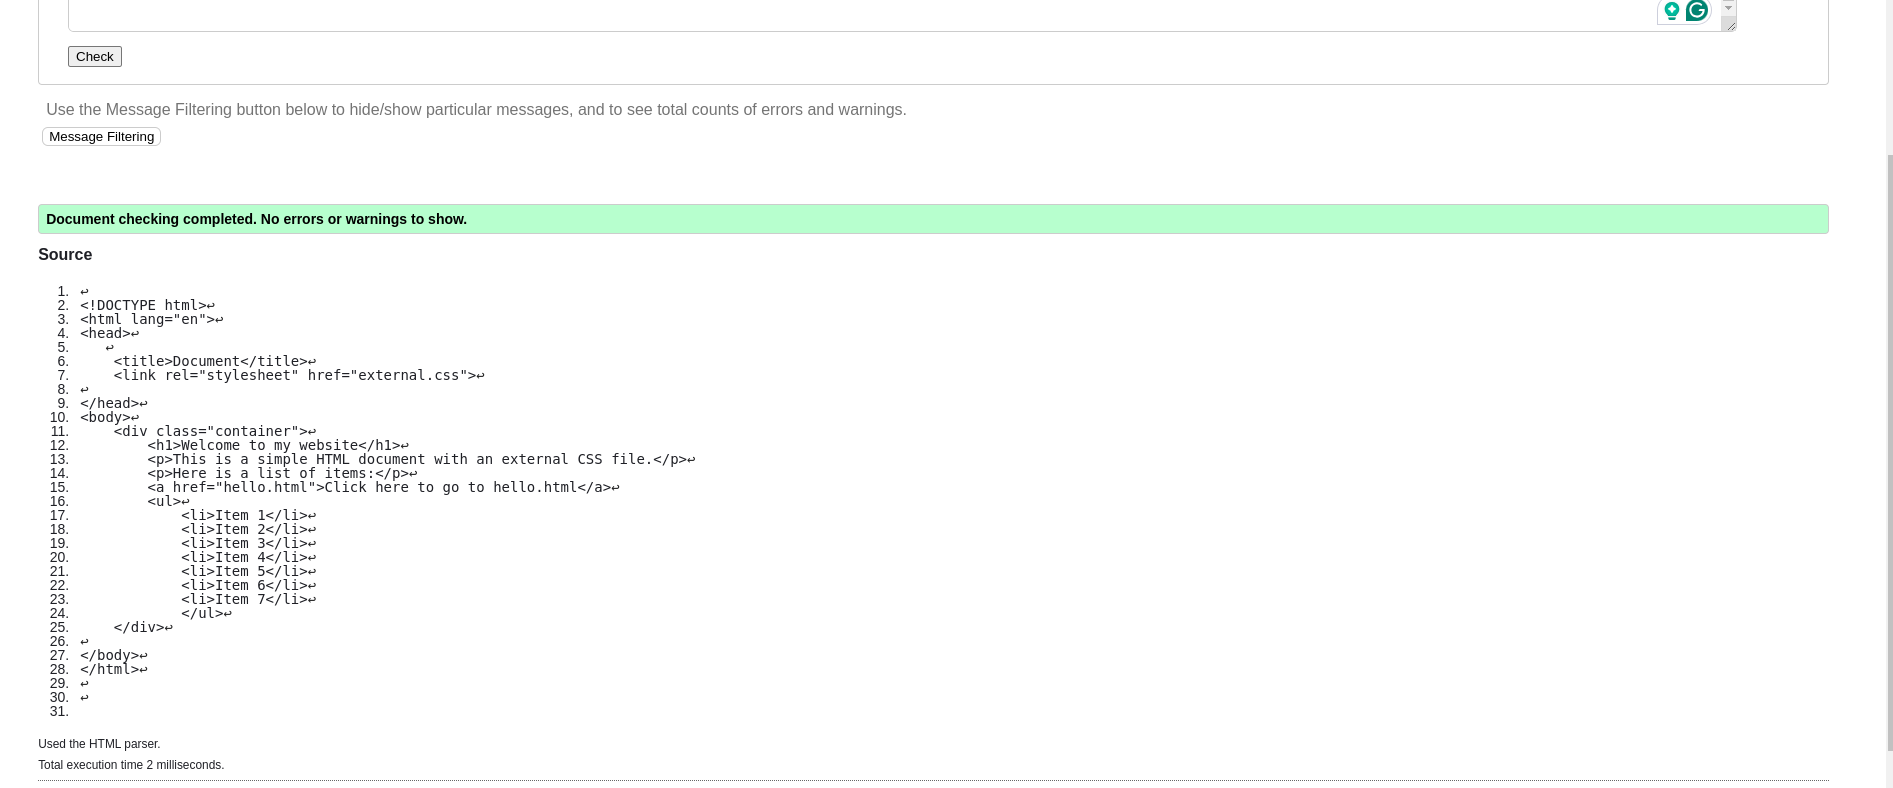 Check
Use the Message Filtering button below to hide/show particular messages, and to see total counts of errors and warnings.
Message Filtering
Document checking completed. No errors or warnings to show.
Source
1. ↩
2. <!DOCTYPE html>↩
3. <html lang="en">↩
4. <head>↩
5.    ↩
6.     <title>Document</title>↩
7.     <link rel="stylesheet" href="external.css">↩
8. ↩
9. </head>↩
10. <body>↩
11.     <div class="container">↩
12.         <h1>Welcome to my website</h1>↩
13.         <p>This is a simple HTML document with an external CSS file.</p>↩
14.         <p>Here is a list of items:</p>↩
15.         <a href="hello.html">Click here to go to hello.html</a>↩
16.         <ul>↩
17.             <li>Item 1</li>↩
18.             <li>Item 2</li>↩
19.             <li>Item 3</li>↩
20.             <li>Item 4</li>↩
21.             <li>Item 5</li>↩
22.             <li>Item 6</li>↩
23.             <li>Item 7</li>↩
24.             </ul>↩
25.     </div>↩
26. ↩
27. </body>↩
28. </html>↩
29. ↩
30. ↩
31.
Used the HTML parser.
Total execution time 2 milliseconds.